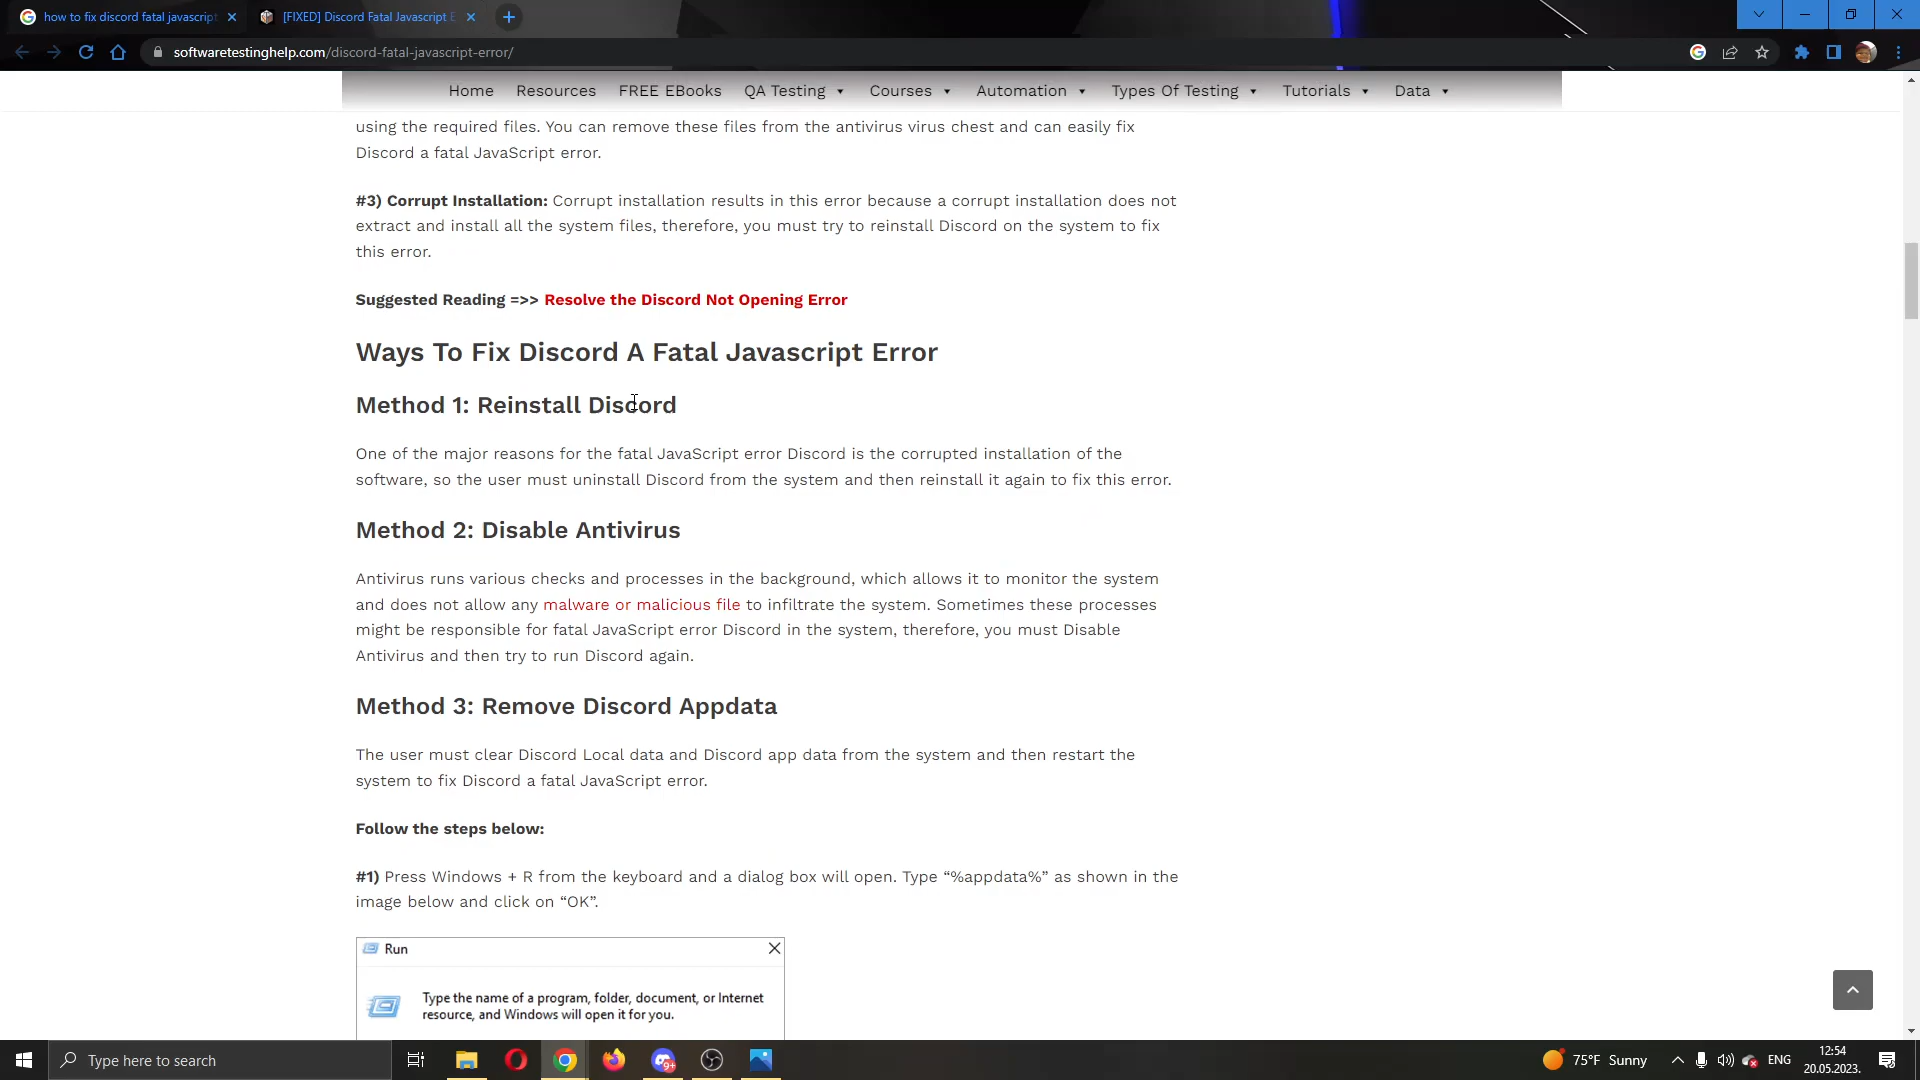 how to fix discord fatal javascript
[FIXED] Discord Fatal Javascript E
softwaretestinghelp.com/discord-fatal-javascript-error/
Home Resources FREE EBooks QA Testing Courses Automation Types Of Testing Tutorials Data
using the required files. You can remove these files from the antivirus virus chest and can easily fix
Discord a fatal JavaScript error.
#3) Corrupt Installation: Corrupt installation results in this error because a corrupt installation does not
extract and install all the system files, therefore, you must try to reinstall Discord on the system to fix
this error.
Suggested Reading =>> Resolve the Discord Not Opening Error
Ways To Fix Discord A Fatal Javascript Error
Method 1: Reinstall Discord
One of the major reasons for the fatal JavaScript error Discord is the corrupted installation of the
software, so the user must uninstall Discord from the system and then reinstall it again to fix this error.
Method 2: Disable Antivirus
Antivirus runs various checks and processes in the background, which allows it to monitor the system
and does not allow any malware or malicious file to infiltrate the system. Sometimes these processes
might be responsible for fatal JavaScript error Discord in the system, therefore, you must Disable
Antivirus and then try to run Discord again.
Method 3: Remove Discord Appdata
The user must clear Discord Local data and Discord app data from the system and then restart the
system to fix Discord a fatal JavaScript error.
Follow the steps below:
#1) Press Windows + R from the keyboard and a dialog box will open. Type “%appdata%” as shown in the
image below and click on “OK”.
Run
Type the name of a program, folder, document, or Internet
resource, and Windows will open it for you.
Type here to search
9+
75°F Sunny
ENG
12:54
20.05.2023.